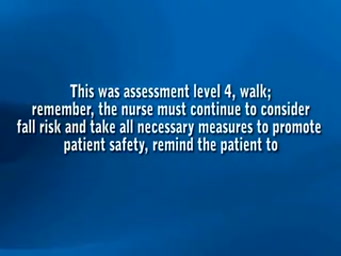 This was assessment level 4, walk;
remember, the nurse must continue to consider
fall risk and take all necessary measures to promote
patient safety, remind the patient to